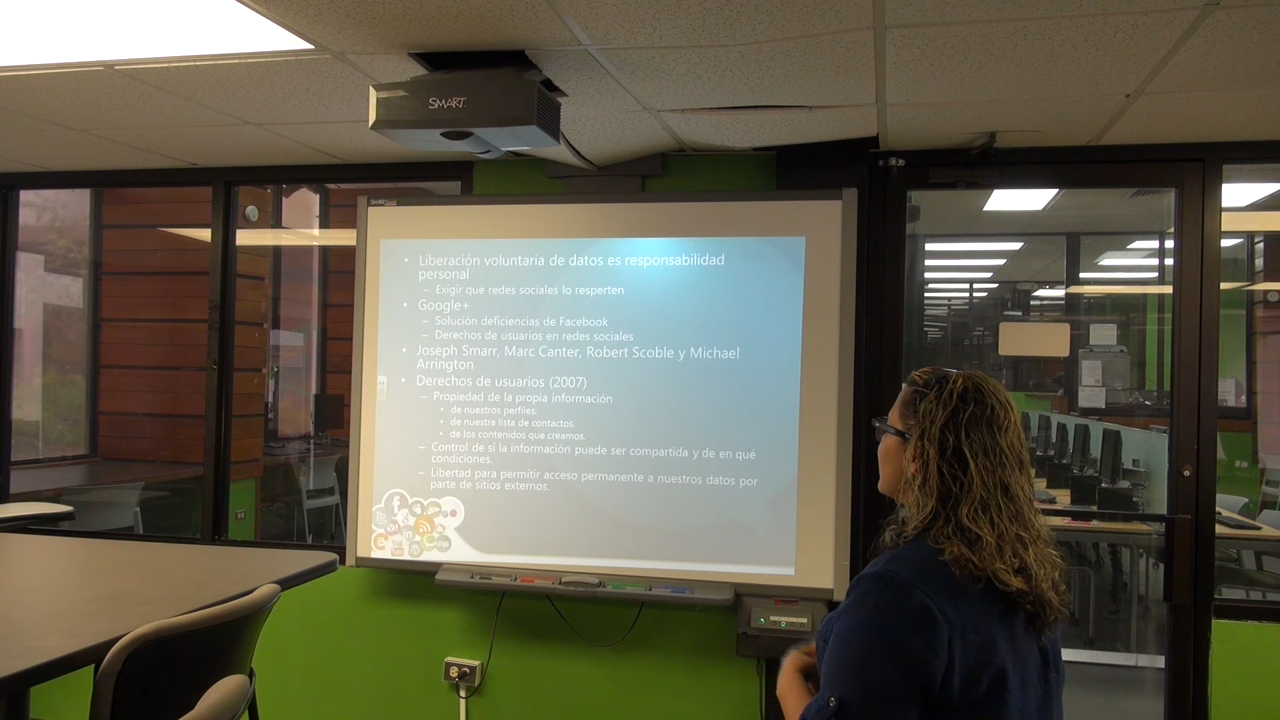 SMART
SMART
• Liberación voluntaria de datos es responsabilidad
personal
– Exigir que redes sociales lo resperten
• Google+
– Solución deficiencias de Facebook
– Derechos de usuarios en redes sociales
• Joseph Smarr, Marc Canter, Robert Scoble y Michael
Arrington
• Derechos de usuarios (2007)
– Propiedad de la propia información
• de nuestros perfiles.
• de nuestra lista de contactos.
• de los contenidos que creamos.
– Control de si la información puede ser compartida y de en qué
condiciones.
– Libertad para permitir acceso permanente a nuestros datos por
parte de sitios externos.